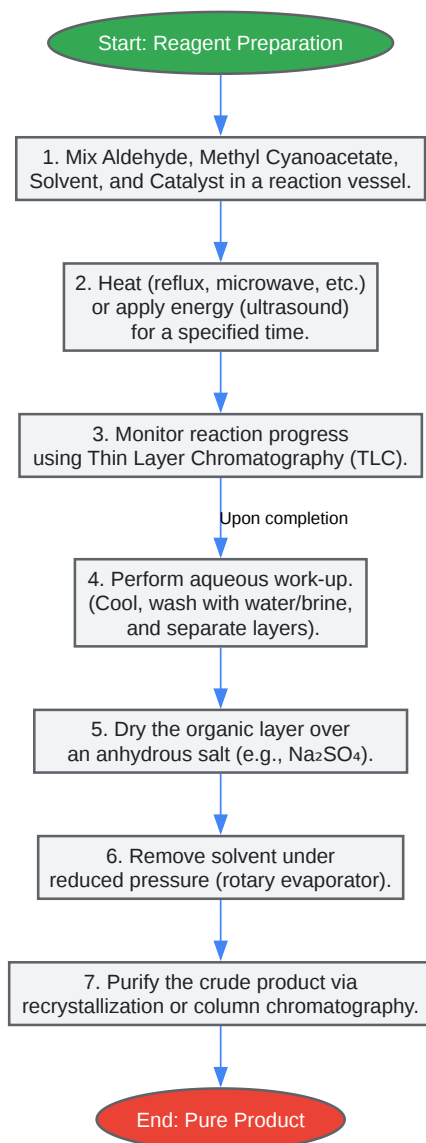 Start: Reagent Preparation
1. Mix Aldehyde, Methyl Cyanoacetate,
Solvent, and Catalyst in a reaction vessel.
2. Heat (reflux, microwave, etc.)
or apply energy (ultrasound)
for a specified time.
3. Monitor reaction progress
using Thin Layer Chromatography (TLC).
Upon completion
4. Perform aqueous work-up.
(Cool, wash with water/brine,
and separate layers).
5. Dry the organic layer over
an anhydrous salt (e.g., Na₂SO₄).
6. Remove solvent under
reduced pressure (rotary evaporator).
7. Purify the crude product via
recrystallization or column chromatography.
End: Pure Product